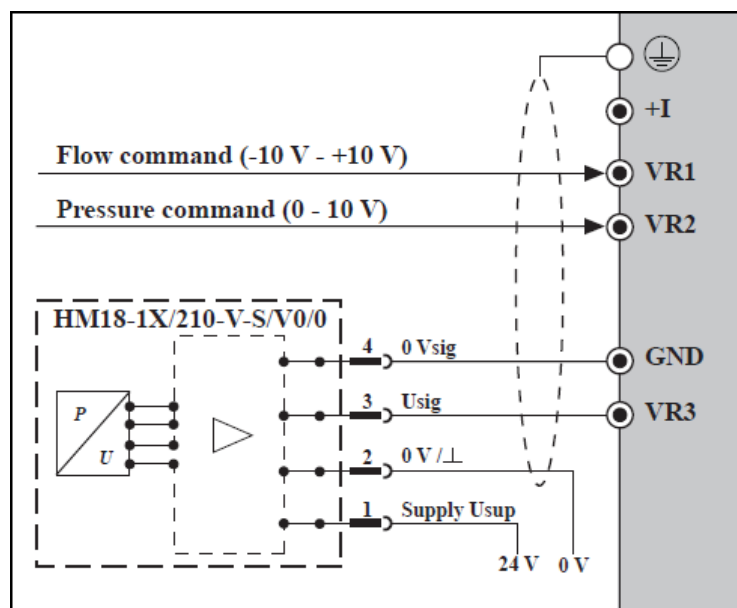 +I
Flow command (-10 V - +10 V)
VR1
Pressure command (0 - 10 V)
VR2
HM18-1X/210-V-S/V0/0
4 0 Vsig
GND
P
U
3 Usig
VR3
2 0 V /⊥
1 Supply Usup
24 V 0 V